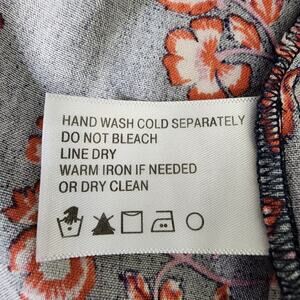 HAND WASH COLD SEPARATELY
DO NOT BLEACH
LINE DRY
WARM IRON IF NEEDED
OR DRY CLEAN